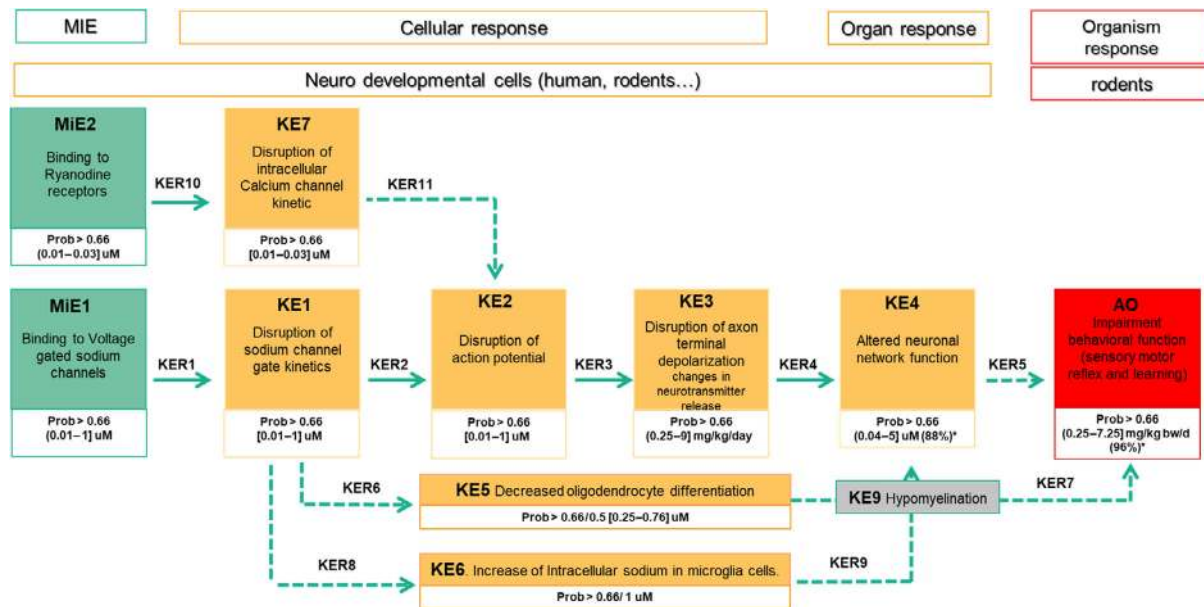 MIE
Cellular response
Organ response
Organism
response
Neuro developmental cells (human, rodents…)
rodents
MiE2
Binding to
Ryanodine
receptors
Prob > 0.66
(0.01–0.03] uM
KER10
KE7
Disruption of
intracellular
Calcium channel
kinetic
Prob > 0.66
[0.01–0.03] uM
KER11
MiE1
Binding to Voltage
gated sodium
channels
Prob > 0.66
(0.01–1] uM
KER1
KE1
Disruption of
sodium channel
gate kinetics
Prob > 0.66
[0.01–1] uM
KER2
KE2
Disruption of
action potential
Prob > 0.66
[0.01–1] uM
KER3
KE3
Disruption of axon
terminal
depolarization
changes in
neurotransmitter
release
Prob > 0.66
(0.25–9] mg/kg/day
KER4
KE4
Altered neuronal
network function
Prob > 0.66
(0.04–5] uM (88%)*
KER5
AO
Impairment
behavioral function
(sensory motor
reflex and learning)
Prob > 0.66
(0.25–7.25] mg/kg bw/d
(96%)*
KER6
KE5 Decreased oligodendrocyte differentiation
Prob > 0.66/0.5 [0.25–0.76] uM
KE9 Hypomyelination
KER7
KER8
KE6. Increase of Intracellular sodium in microglia cells.
Prob > 0.66/ 1 uM
KER9